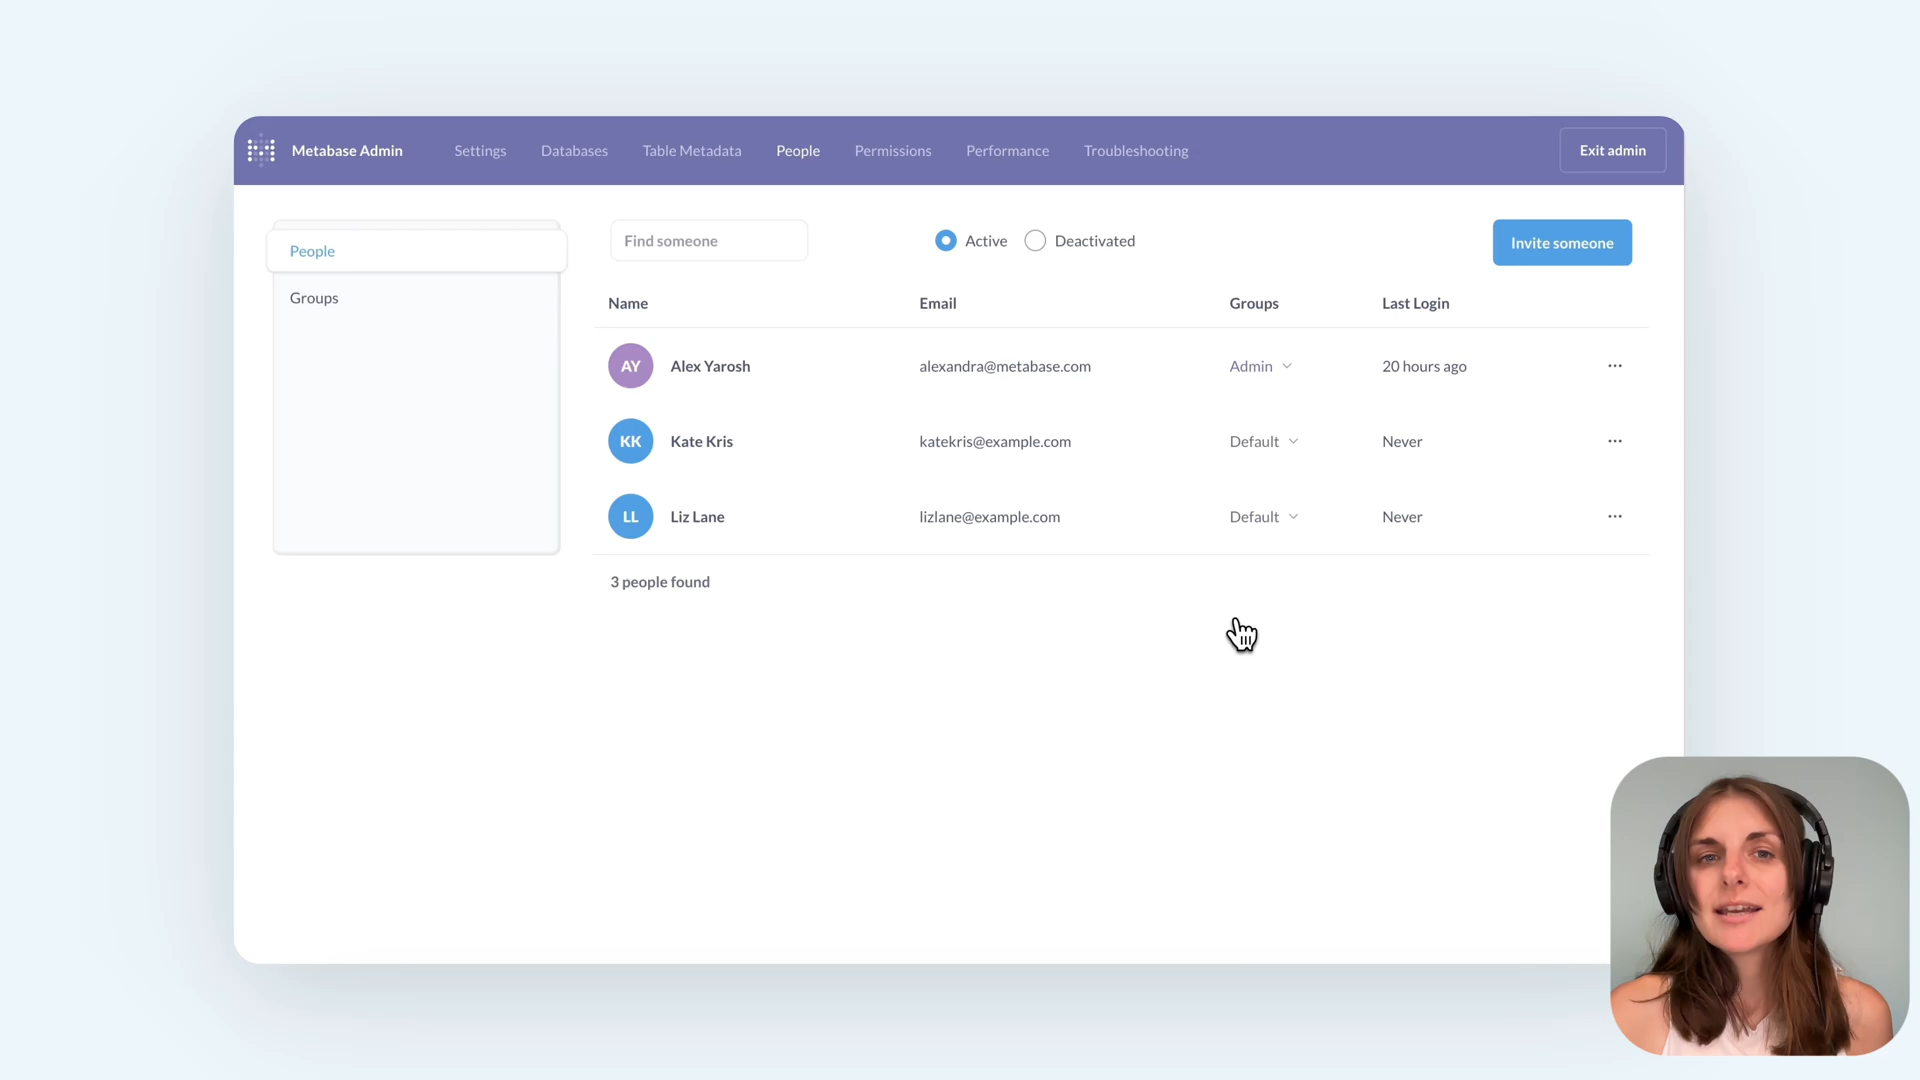 Metabase Admin Settings Databases Table Metadata People Permissions Performance Troubleshooting Exit admin
People
Groups
Find someone Active Deactivated Invite someone
Name Email Groups Last Login
AY Alex Yarosh alexandra@metabase.com Admin 20 hours ago
KK Kate Kris katekris@example.com Default Never
LL Liz Lane lizlane@example.com Default Never
3 people found